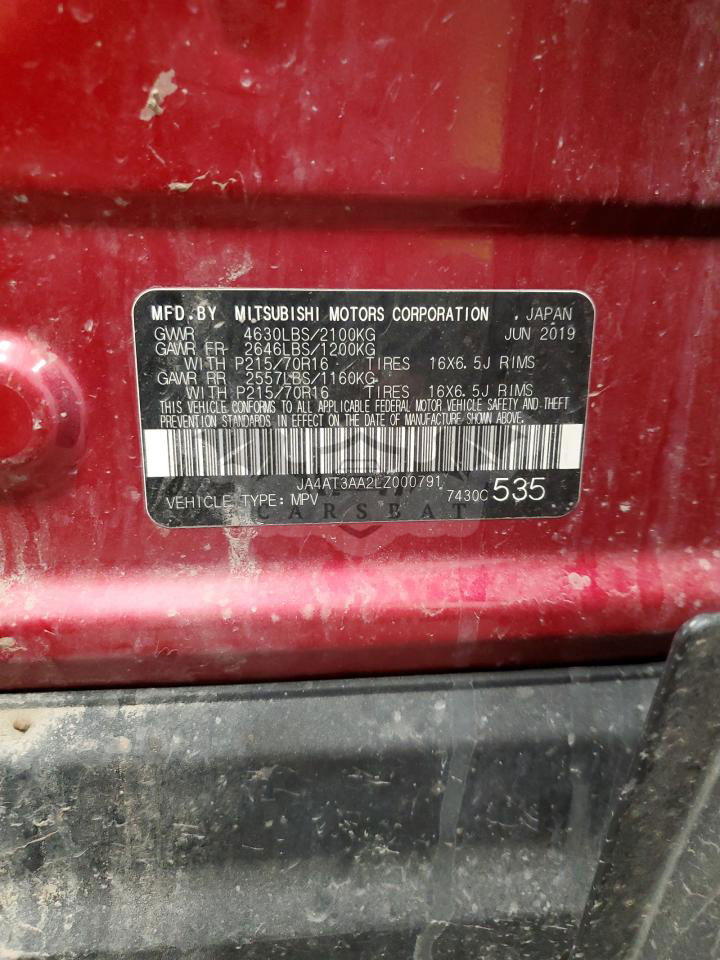 MFD.BY MITSUBISHI MOTORS CORPORATION , JAPAN
GVWR 4630LBS/2100KG JUN 2019
GAWR FR 2646LBS/1200KG
WITH P215/70R16 TIRES 16X6.5J RIMS
GAWR RR 2557LBS/1160KG
WITH P215/70R16 TIRES 16X6.5J RIMS
THIS VEHICLE CONFORMS TO ALL APPLICABLE FEDERAL MOTOR VEHICLE SAFETY AND THEFT
PREVENTION STANDARDS IN EFFECT ON THE DATE OF MANUFACTURE SHOWN ABOVE.
JA4AT3AA2LZ000791
VEHICLE TYPE:MPV 7430C 535
CARSBAT